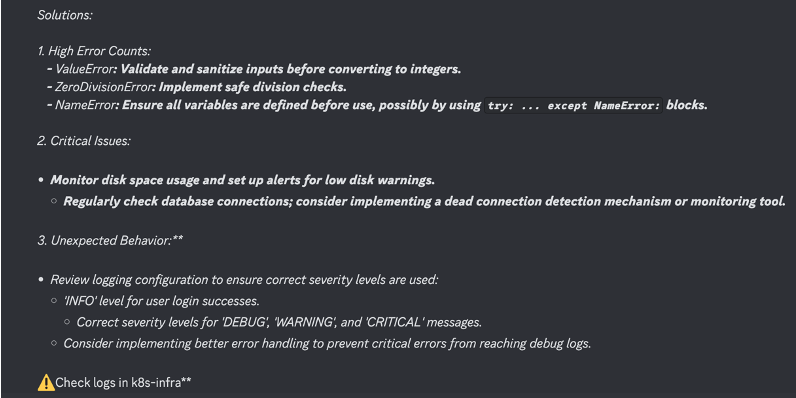 Solutions:
1. High Error Counts:
- ValueError: Validate and sanitize inputs before converting to integers.
- ZeroDivisionError: Implement safe division checks.
- NameError: Ensure all variables are defined before use, possibly by using try: ... except NameError: blocks.
2. Critical Issues:
• Monitor disk space usage and set up alerts for low disk warnings.
○ Regularly check database connections; consider implementing a dead connection detection mechanism or monitoring tool.
3. Unexpected Behavior:**
• Review logging configuration to ensure correct severity levels are used:
○ 'INFO' level for user login successes.
○ Correct severity levels for 'DEBUG', 'WARNING', and 'CRITICAL' messages.
○ Consider implementing better error handling to prevent critical errors from reaching debug logs.
⚠️Check logs in k8s-infra**